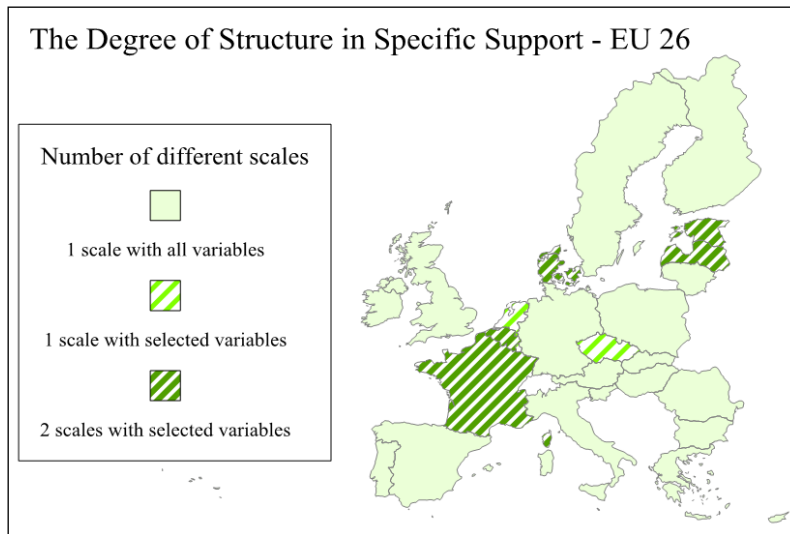 The Degree of Structure in Specific Support - EU 26
Number of different scales
1 scale with all variables
1 scale with selected variables
2 scales with selected variables